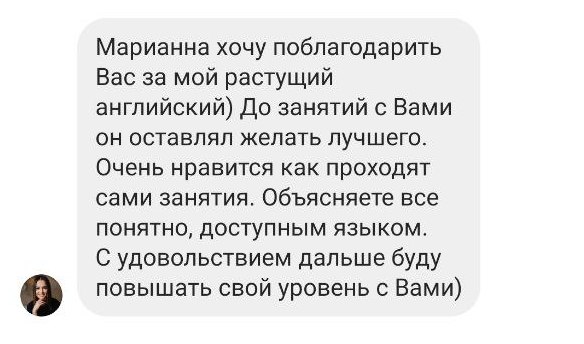 Марианна хочу поблагодарить
Вас за мой растущий
английский) До занятий с Вами
он оставлял желать лучшего.
Очень нравится как проходят
сами занятия. Объясняете все
понятно, доступным языком.
С удовольствием дальше буду
повышать свой уровень с Вами)